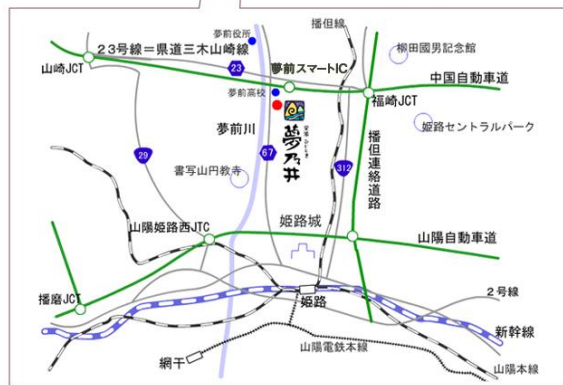 夢前役所
播但線
柳田國男記念館
23号線=県道三木山崎線
山崎JCT
23
夢前スマートIC
中国自動車道
夢前高校
福崎JCT
姫路セントラルパーク
夢乃井
夢前川
播但連絡道路
29
67
312
書写山円教寺
山陽姫路西JTC
姫路城
山陽自動車道
播磨JCT
姫路
2号線
新幹線
網干
山陽電鉄本線
山陽本線